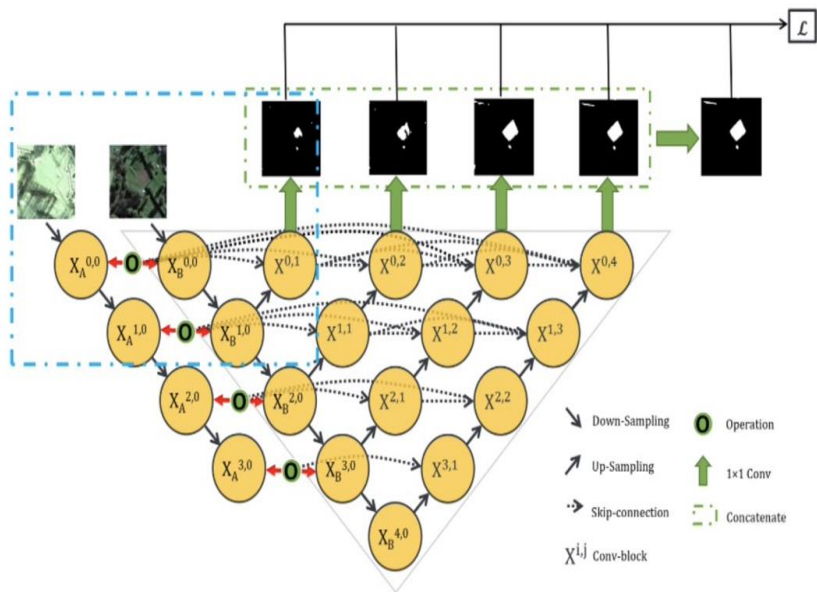 ℒ
X_A^{0,0} O X_B^{0,0} X^{0,1} X^{0,2} X^{0,3} X^{0,4}
X_A^{1,0} O X_B^{1,0} X^{1,1} X^{1,2} X^{1,3}
X_A^{2,0} O X_B^{2,0} X^{2,1} X^{2,2}
X_A^{3,0} O X_B^{3,0} X^{3,1}
X_B^{4,0}
Down-Sampling
Up-Sampling
Skip-connection
X^{i,j} Conv-block
O Operation
1×1 Conv
Concatenate